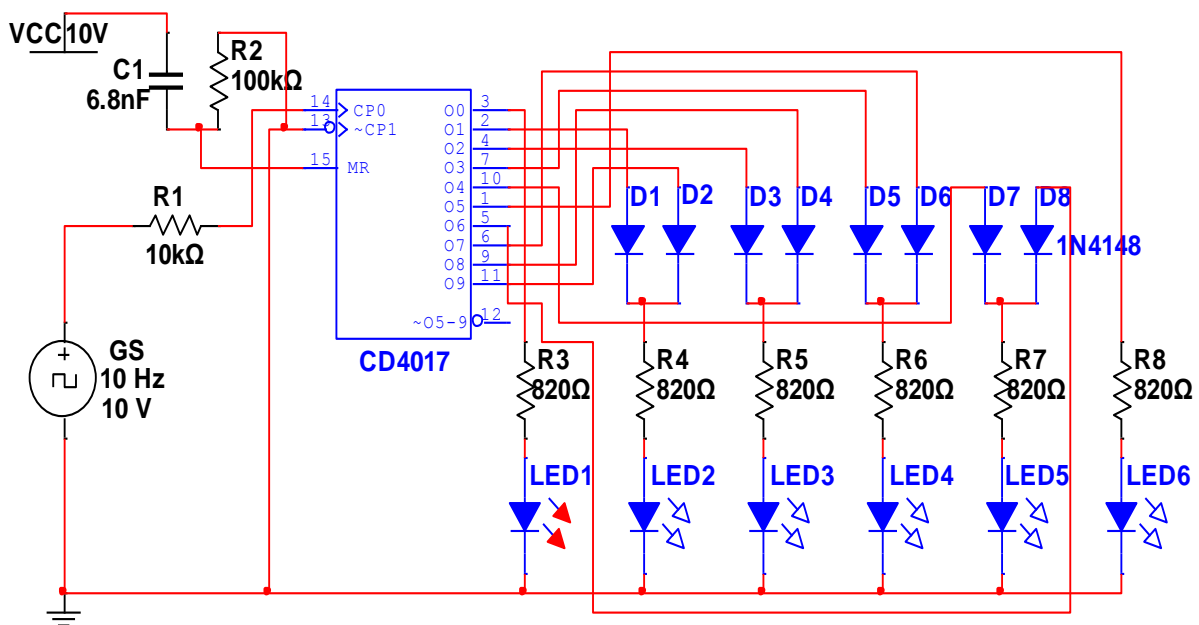 VCC 10V
C1
6.8nF
R2
100kΩ
R1
10kΩ
GS
10 Hz
10 V
14
CP0
13
~CP1
15
MR
O0
3
O1
2
O2
4
O3
7
O4
10
O5
1
O6
5
O7
6
O8
9
O9
11
~O5-9
12
CD4017
D1
D2
D3
D4
D5
D6
D7
D8
1N4148
R3
820Ω
R4
820Ω
R5
820Ω
R6
820Ω
R7
820Ω
R8
820Ω
LED1
LED2
LED3
LED4
LED5
LED6